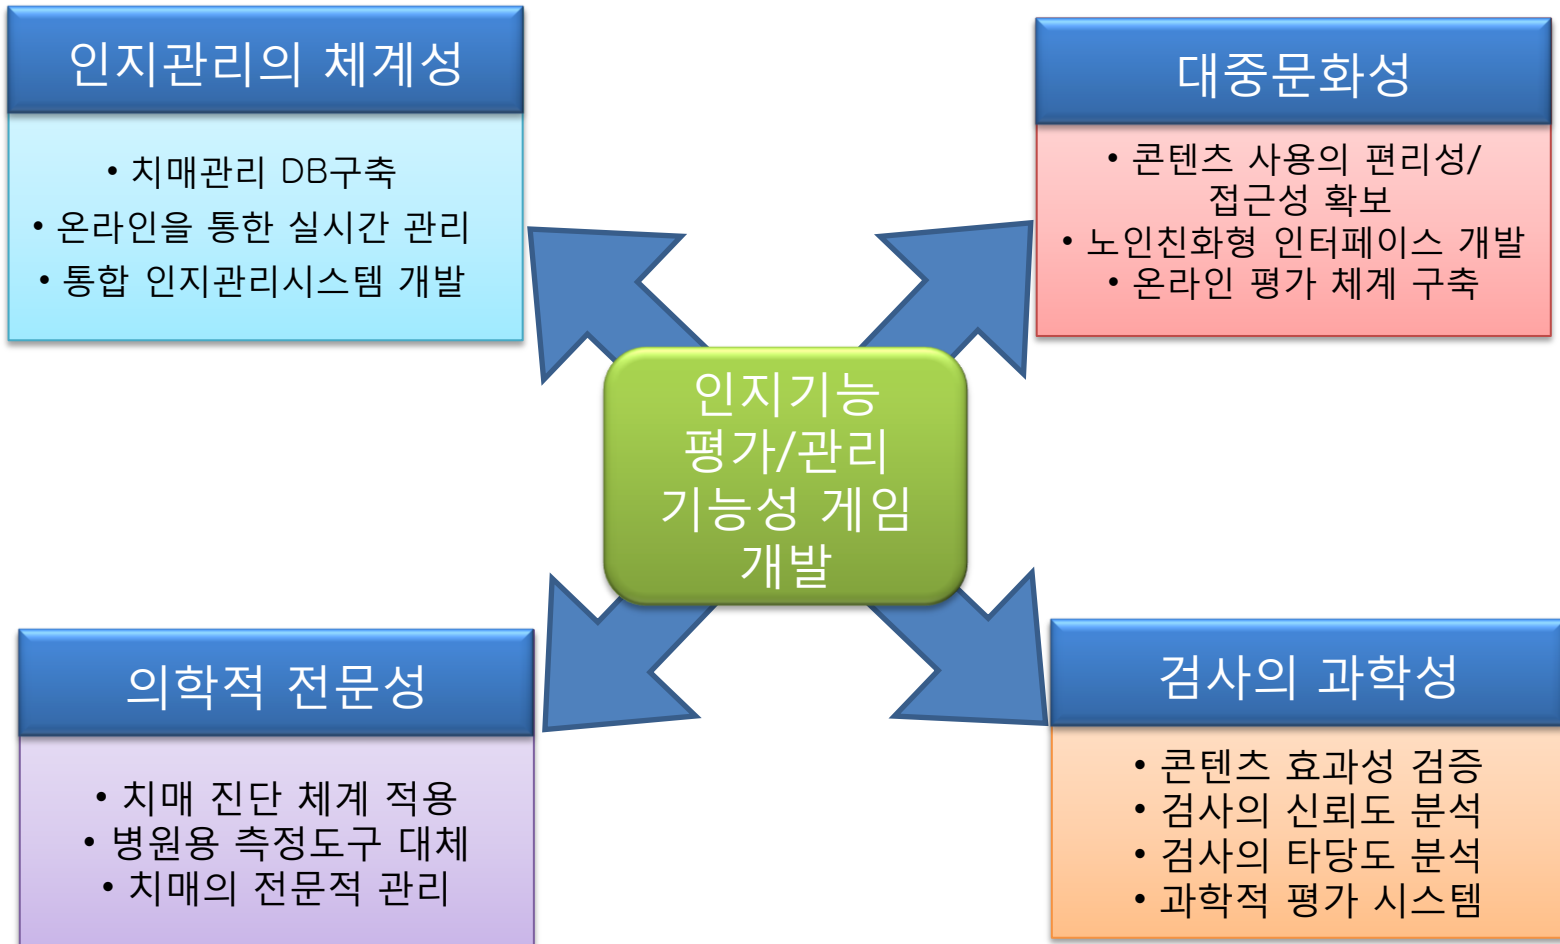 인지관리의 체계성
• 치매관리 DB구축
• 온라인을 통한 실시간 관리
• 통합 인지관리시스템 개발
대중문화성
• 콘텐츠 사용의 편리성/
접근성 확보
• 노인친화형 인터페이스 개발
• 온라인 평가 체계 구축
인지기능
평가/관리
기능성 게임
개발
의학적 전문성
• 치매 진단 체계 적용
• 병원용 측정도구 대체
• 치매의 전문적 관리
검사의 과학성
• 콘텐츠 효과성 검증
• 검사의 신뢰도 분석
• 검사의 타당도 분석
• 과학적 평가 시스템